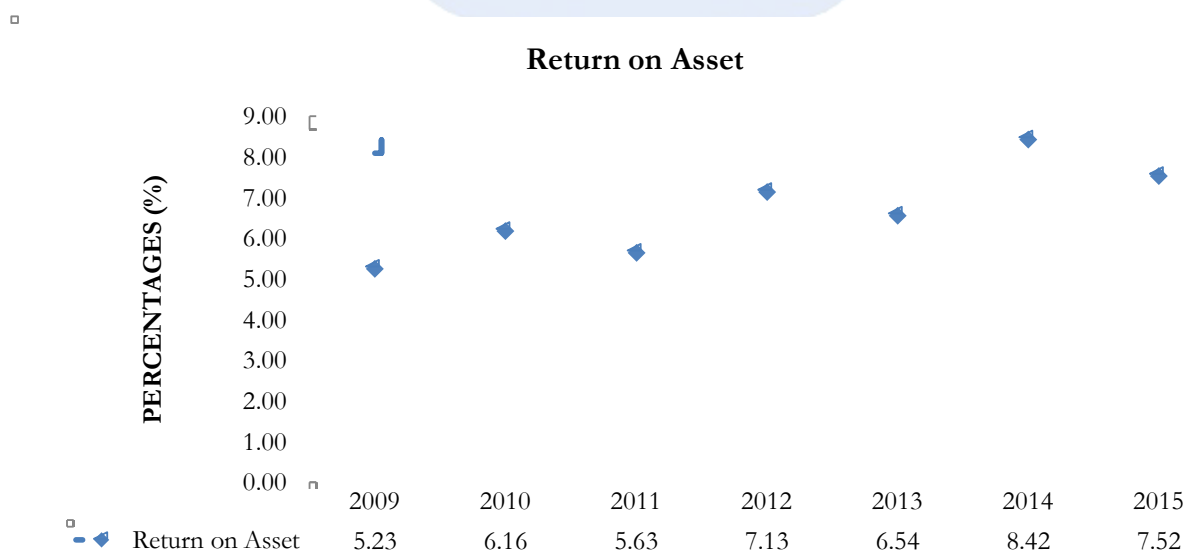 Return on Asset
PERCENTAGES (%)
9.00
8.00
7.00
6.00
5.00
4.00
3.00
2.00
1.00
0.00
2009 2010 2011 2012 2013 2014 2015
Return on Asset 5.23 6.16 5.63 7.13 6.54 8.42 7.52